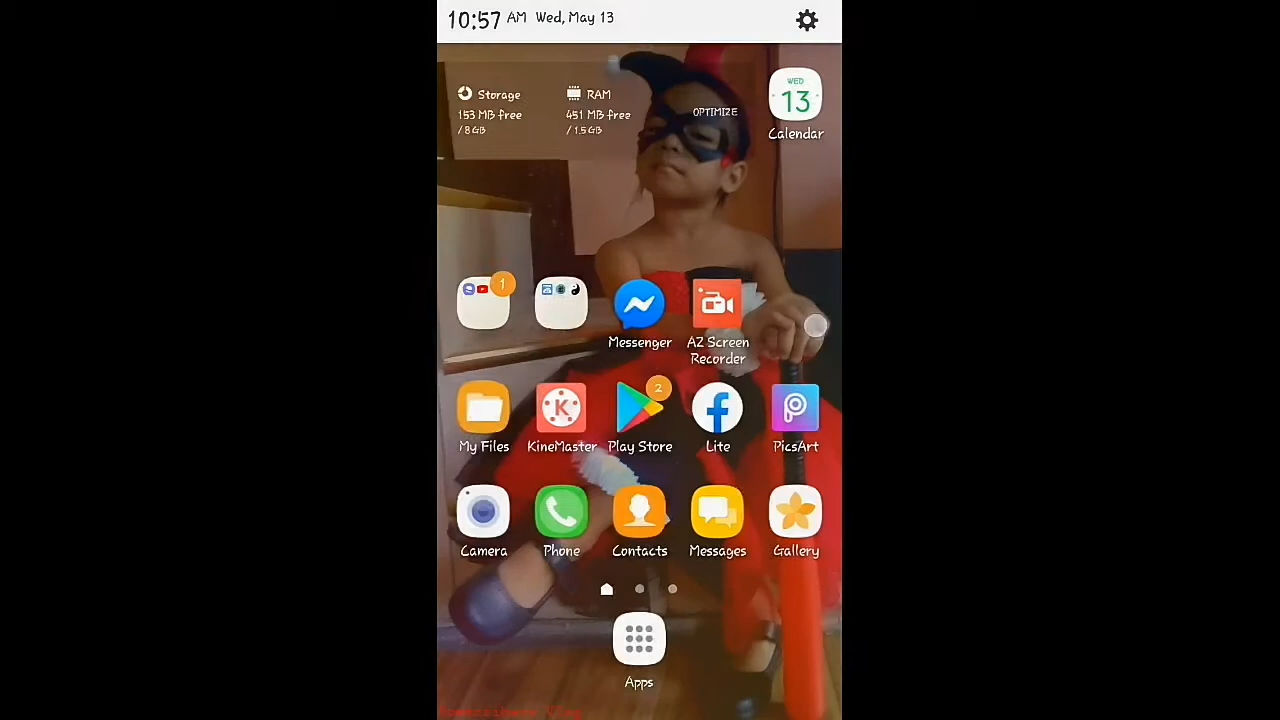 10:57 AM Wed, May 13
Storage
153 MB free
/ 8 GB
RAM
451 MB free
/ 1.5 GB
OPTIMIZE
WED
13
Calendar
1
Messenger
AZ Screen
Recorder
2
My Files
KineMaster
Play Store
Lite
PicsArt
Camera
Phone
Contacts
Messages
Gallery
Apps